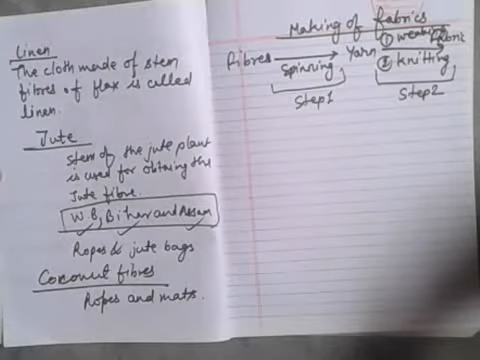 Linen
The cloth made of stem
fibres of flax is called
linen.
Jute
Stem of the jute plant
is used for obtaining the
Jute fibre.
W.B, Bihar and Assam
Ropes & jute bags
Coconut fibres
Ropes and mats.
Making of fabrics
Fibres → Yarn ① weaving fabric
Spinning ② knitting
Step1 Step2